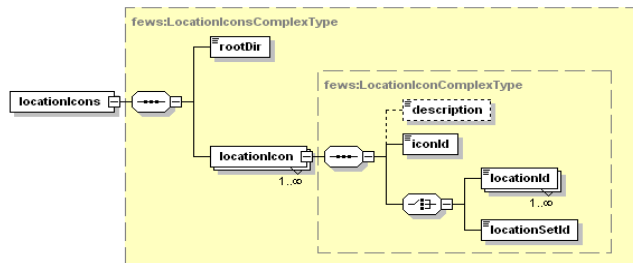 fews:LocationIconsComplexType
rootDir
fews:LocationIconComplexType
description
locationIcons
locationIcon
1..∞
iconId
locationId
1..∞
locationSetId